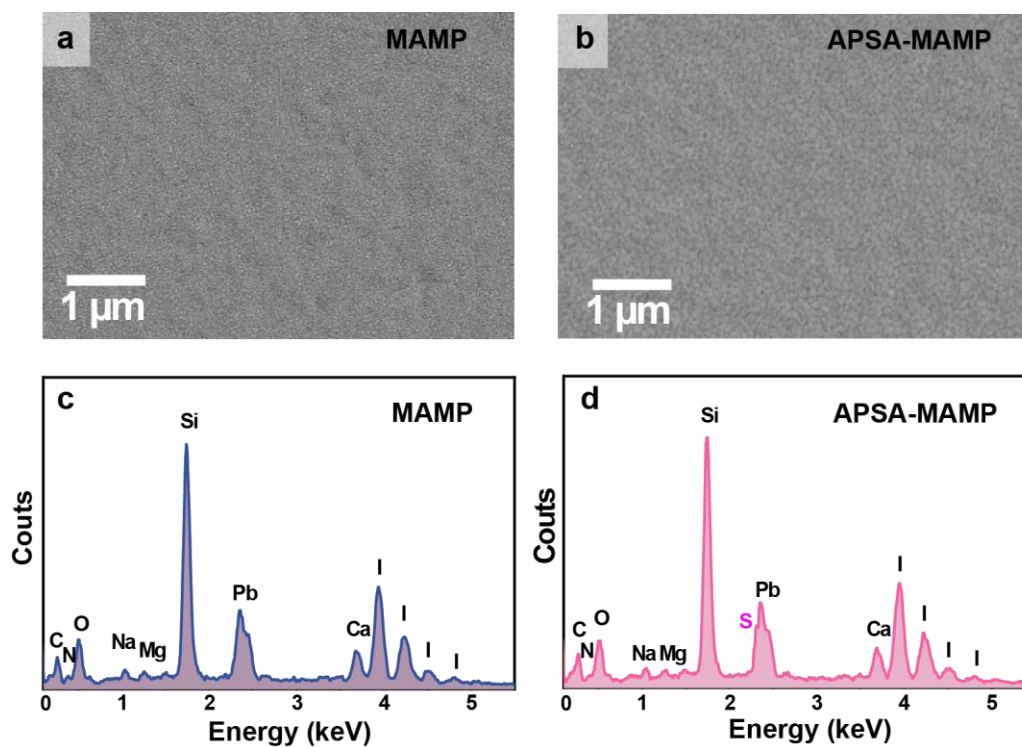 a
MAMP
1 µm
b
APSA-MAMP
1 µm
c
MAMP
Couts
C
N
O
Na
Mg
Si
Pb
Ca
I
I
I
I
0 1 2 3 4 5
Energy (keV)
d
APSA-MAMP
Couts
C
N
O
Na
Mg
Si
S
Pb
Ca
I
I
I
I
0 1 2 3 4 5
Energy (keV)